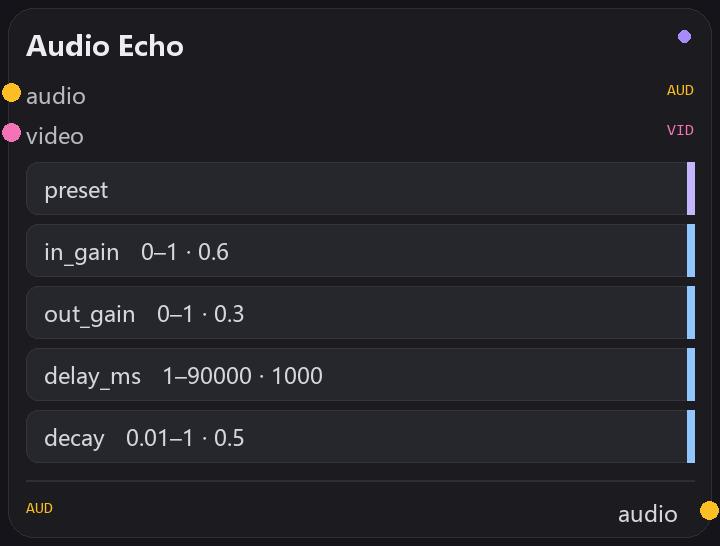 Audio Echo
audio AUD
video VID
preset
in_gain 0–1 · 0.6
out_gain 0–1 · 0.3
delay_ms 1–90000 · 1000
decay 0.01–1 · 0.5
AUD audio